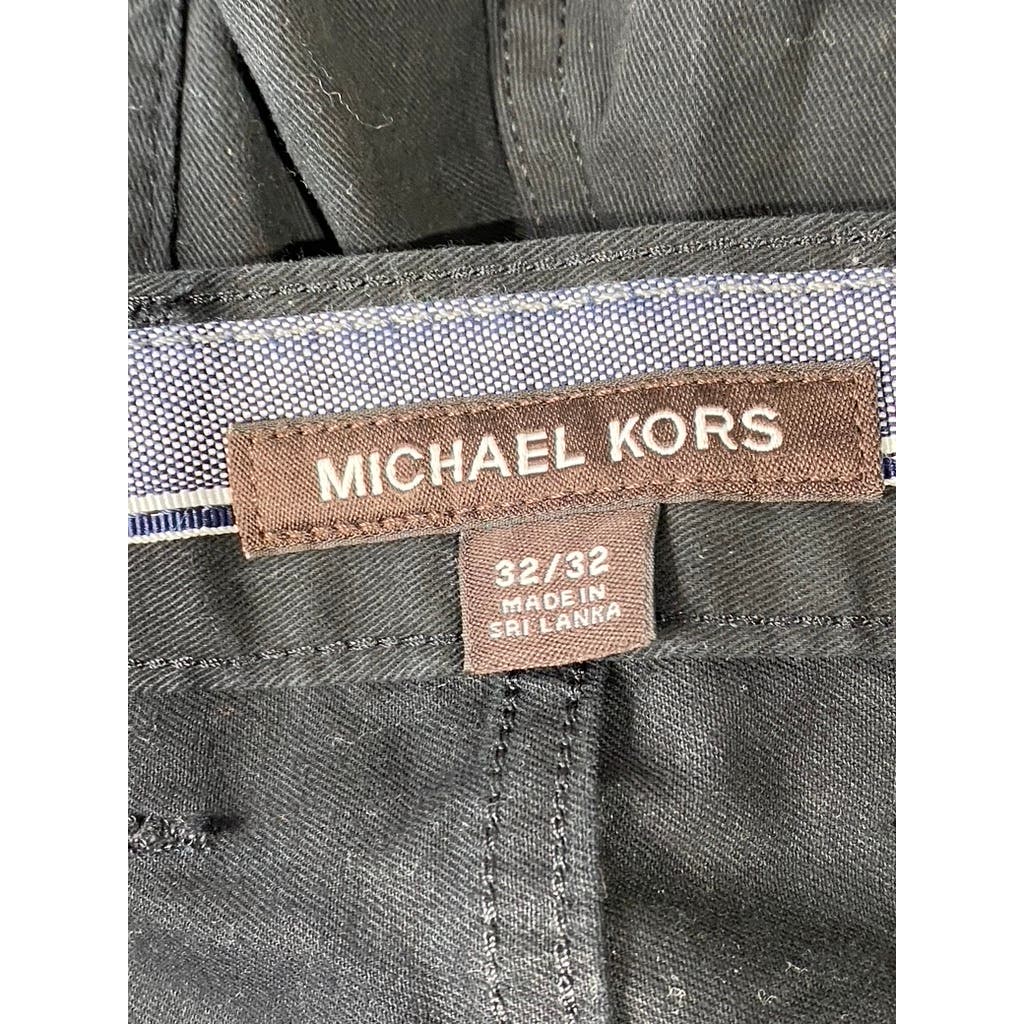 MICHAEL KORS
32/32
MADE IN
SRI LANKA